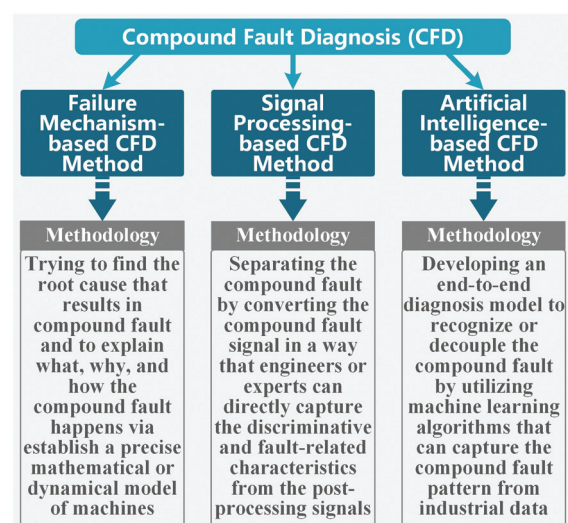 Compound Fault Diagnosis (CFD)
Failure
Mechanism-
based CFD
Method
Signal
Processing-
based CFD
Method
Artificial
Intelligence-
based CFD
Method
Methodology
Trying to find the
root cause that
results in
compound fault
and to explain
what, why, and
how the
compound fault
happens via
establish a precise
mathematical or
dynamical model
of machines
Methodology
Separating the
compound fault
by converting the
compound fault
signal in a way
that engineers or
experts can
directly capture
the discriminative
and fault-related
characteristics
from the post-
processing signals
Methodology
Developing an
end-to-end
diagnosis model to
recognize or
decouple the
compound fault
by utilizing
machine learning
algorithms that
can capture the
compound fault
pattern from
industrial data